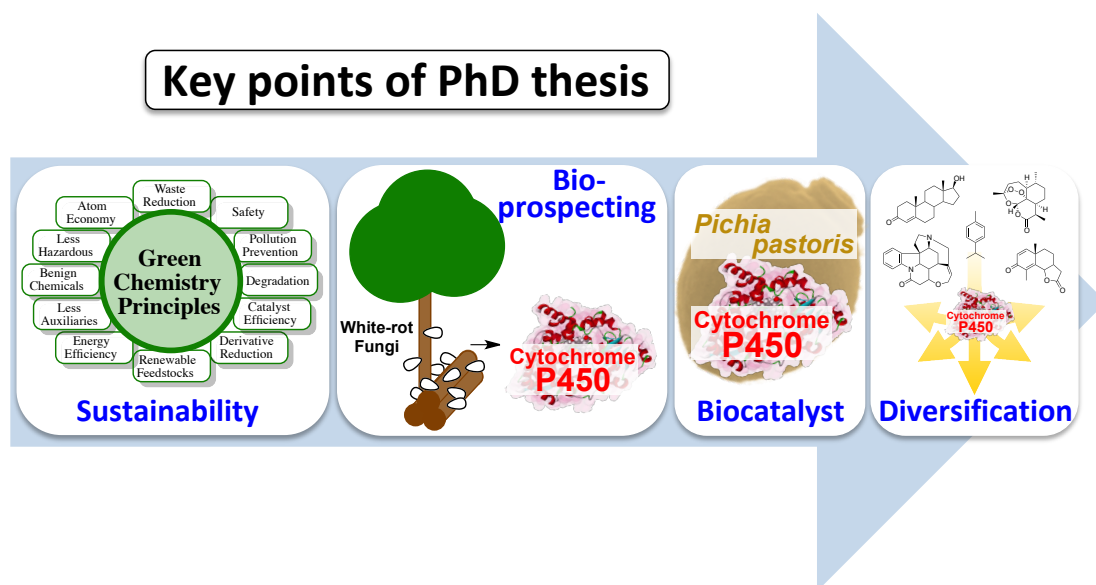 Key points of PhD thesis
Waste
Reduction
Atom
Economy
Safety
Less
Hazardous
Pollution
Prevention
Benign
Chemicals
Degradation
Less
Auxiliaries
Catalyst
Efficiency
Energy
Efficiency
Derivative
Reduction
Renewable
Feedstocks
Green
Chemistry
Principles
Sustainability
Bio-
prospecting
White-rot
Fungi
Cytochrome
P450
Pichia
pastoris
Cytochrome
P450
Biocatalyst
OH
O
H
O
O
O
H
O
H
O
N
N
O
O
O
O
O
Cytochrome
P450
Diversification